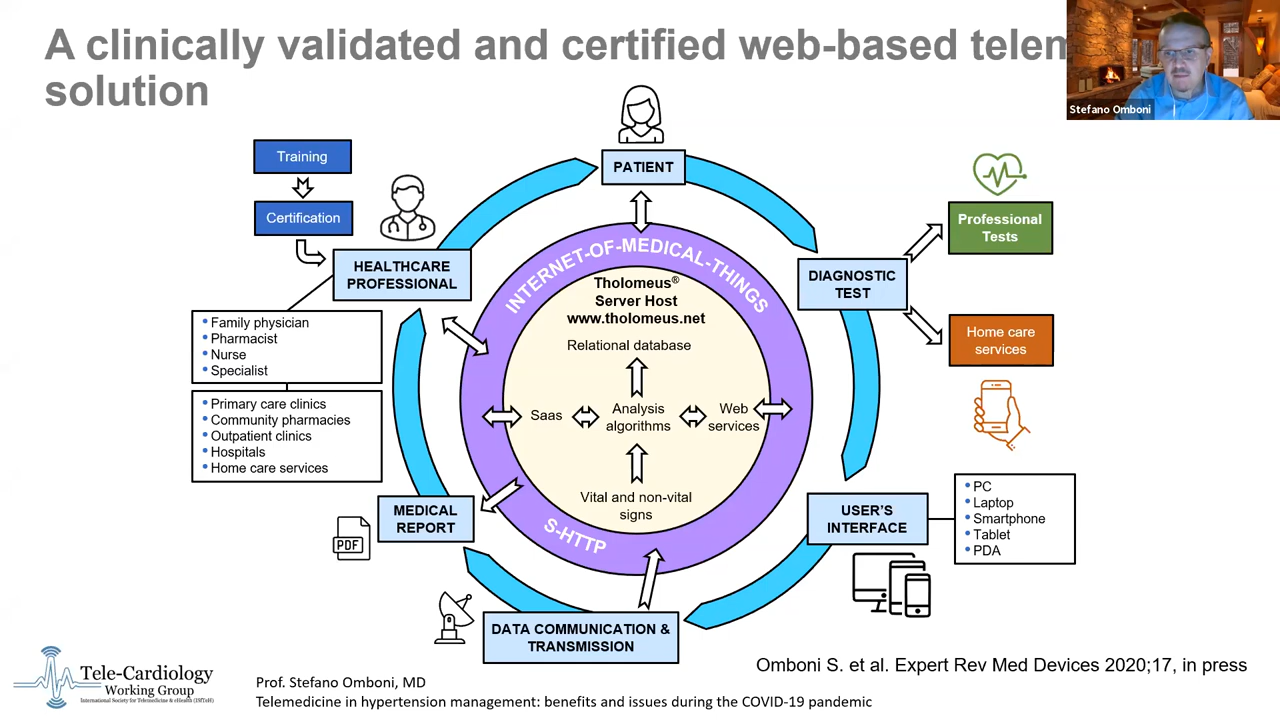 A clinically validated and certified web-based telem
solution
Stefano Omboni
PATIENT
Training
Certification
HEALTHCARE
PROFESSIONAL
Family physician
Pharmacist
Nurse
Specialist
Primary care clinics
Community pharmacies
Outpatient clinics
Hospitals
Home care services
INTERNET-OF-MEDICAL-THINGS
Tholomeus®
Server Host
www.tholomeus.net
Relational database
Saas
Analysis
algorithms
Web
services
Vital and non-vital
signs
S-HTTP
DIAGNOSTIC
TEST
Professional
Tests
Home care
services
USER'S
INTERFACE
PC
Laptop
Smartphone
Tablet
PDA
MEDICAL
REPORT
PDF
DATA COMMUNICATION &
TRANSMISSION
Omboni S. et al. Expert Rev Med Devices 2020;17, in press
Tele-Cardiology
Working Group
International Society for Telemedicine & eHealth (ISfTeH)
Prof. Stefano Omboni, MD
Telemedicine in hypertension management: benefits and issues during the COVID-19 pandemic